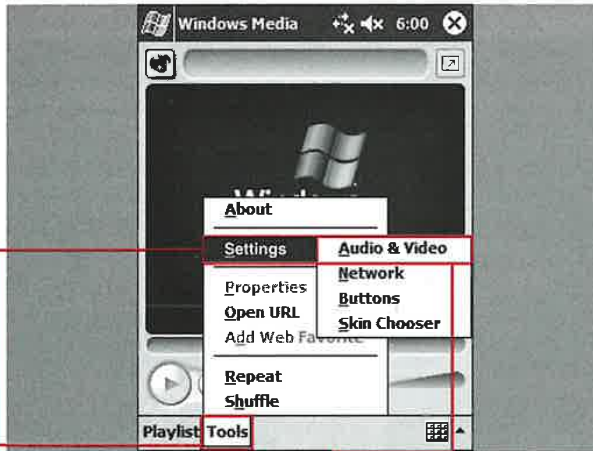 Windows Media 6:00
About
Settings Audio & Video
Network
Properties Buttons
Open URL Skin Chooser
Add Web Favorite
Repeat
Shuffle
Playlist Tools